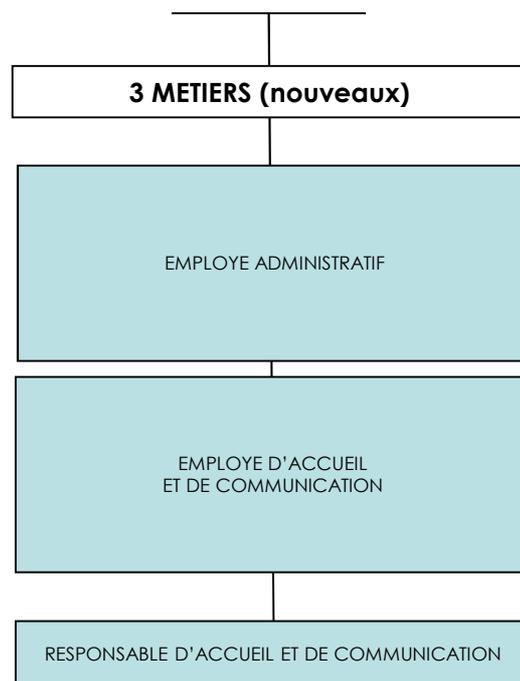 3 METIERS (nouveaux)
EMPLOYE ADMINISTRATIF
EMPLOYE D’ACCUEIL
ET DE COMMUNICATION
RESPONSABLE D’ACCUEIL ET DE COMMUNICATION